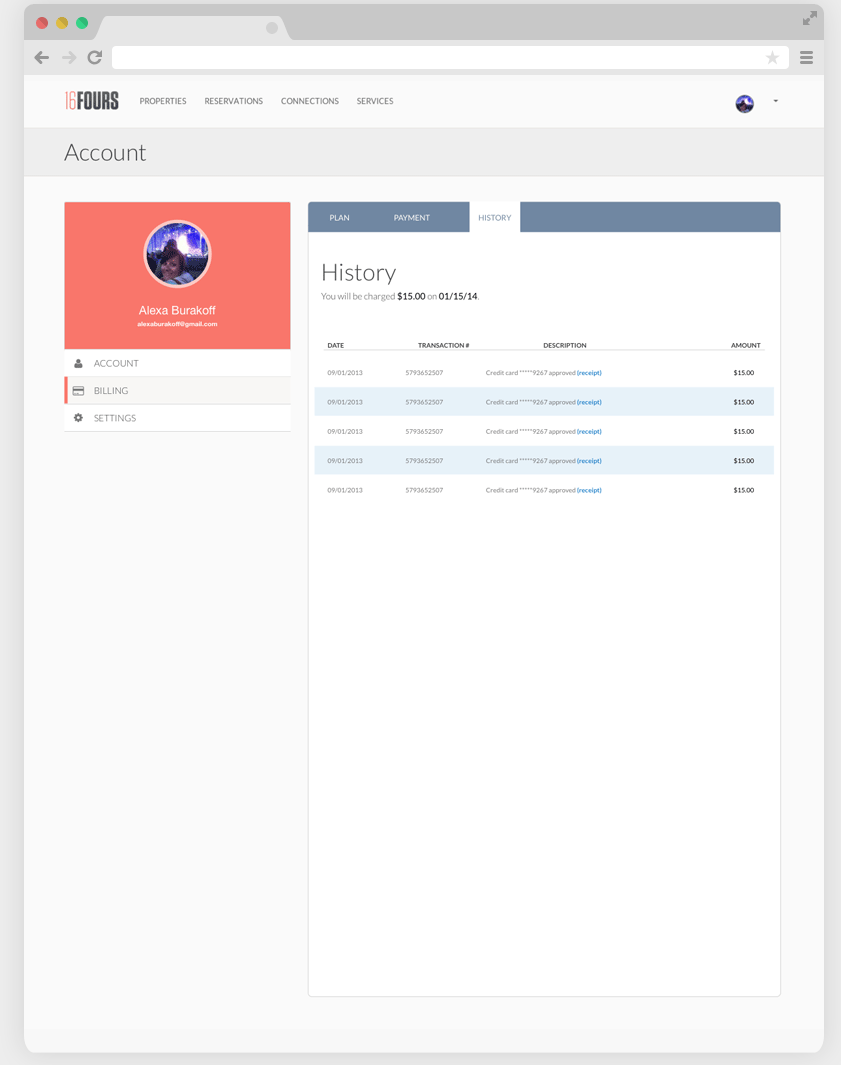 16FOURS PROPERTIES RESERVATIONS CONNECTIONS SERVICES
Account
Alexa Burakoff
alexaburakoff@gmail.com
ACCOUNT
BILLING
SETTINGS
PLAN PAYMENT HISTORY
History
You will be charged $15.00 on 01/15/14.
DATE TRANSACTION # DESCRIPTION AMOUNT
09/01/2013 5793652507 Credit card *****9267 approved (receipt) $15.00
09/01/2013 5793652507 Credit card *****9267 approved (receipt) $15.00
09/01/2013 5793652507 Credit card *****9267 approved (receipt) $15.00
09/01/2013 5793652507 Credit card *****9267 approved (receipt) $15.00
09/01/2013 5793652507 Credit card *****9267 approved (receipt) $15.00